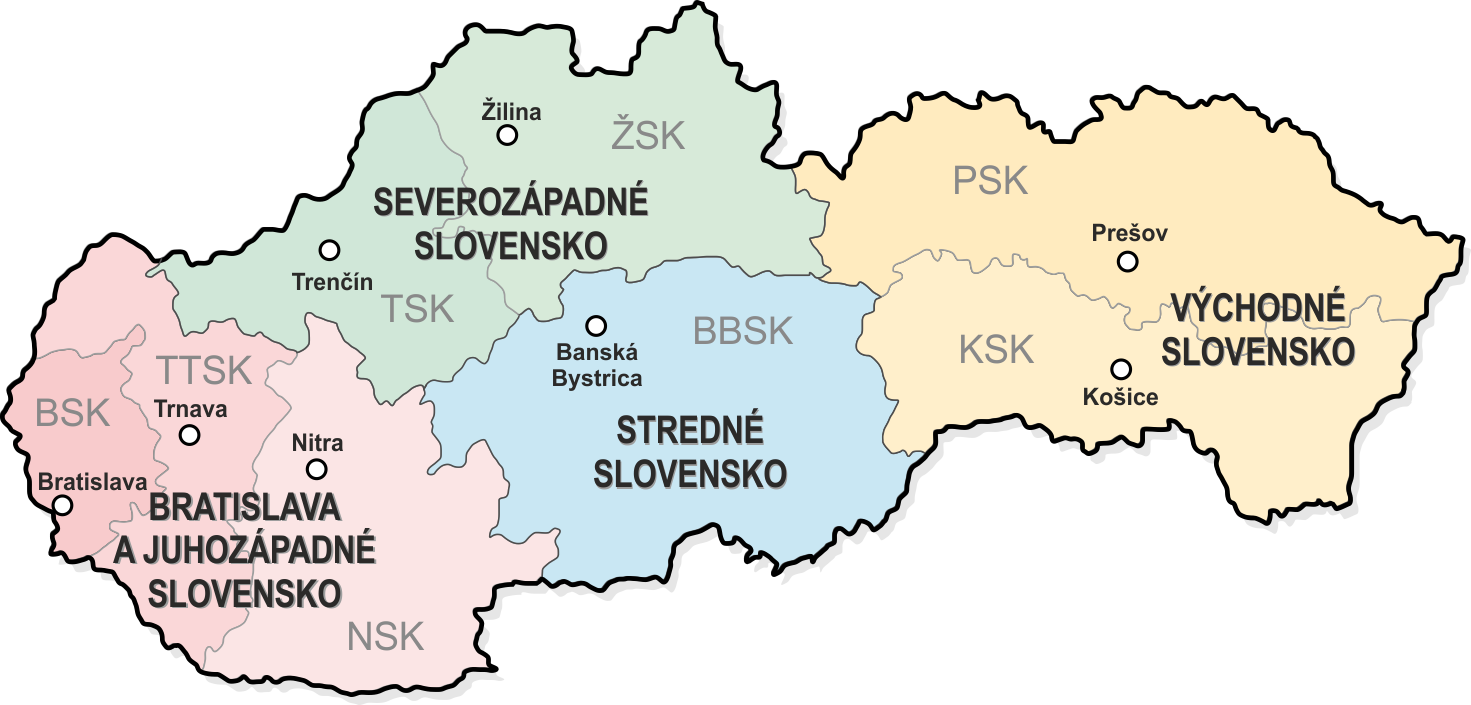 Žilina
ŽSK
SEVEROZÁPADNÉ
SLOVENSKO
Trenčín
TSK
PSK
Prešov
VÝCHODNÉ
SLOVENSKO
KSK
Košice
BBSK
Banská
Bystrica
STREDNÉ
SLOVENSKO
TTSK
Trnava
BSK
Nitra
Bratislava
BRATISLAVA
A JUHOZÁPADNÉ
SLOVENSKO
NSK